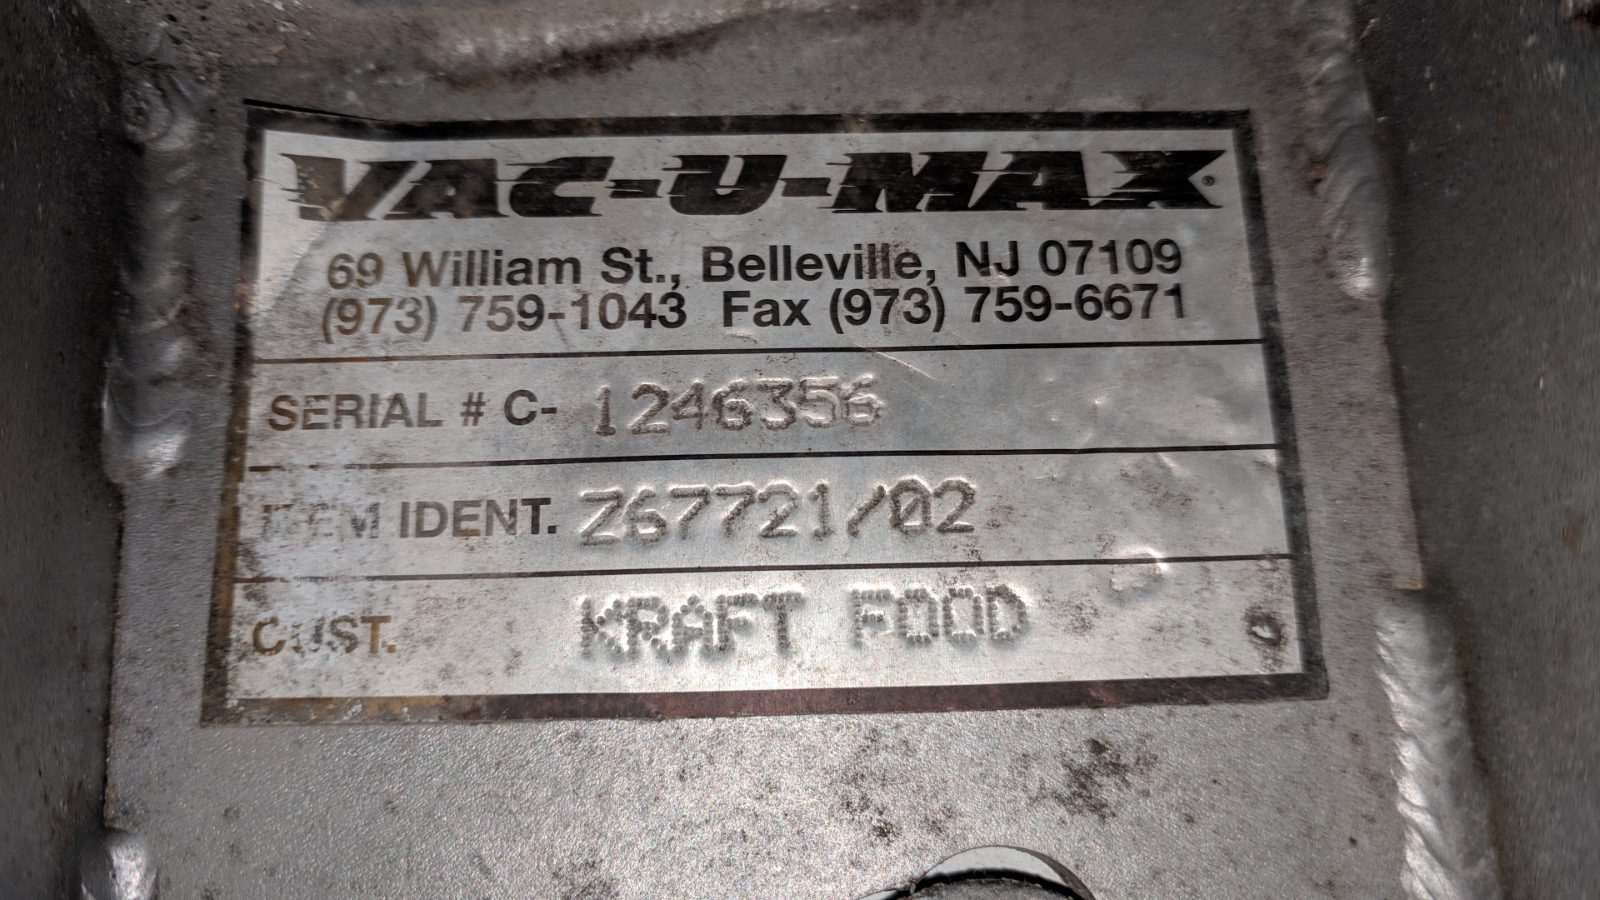 VAC-U-MAX®
69 William St., Belleville, NJ 07109
(973) 759-1043 Fax (973) 759-6671
SERIAL # C- 1246356
ITEM IDENT. Z67721/02
CUST. KRAFT FOOD